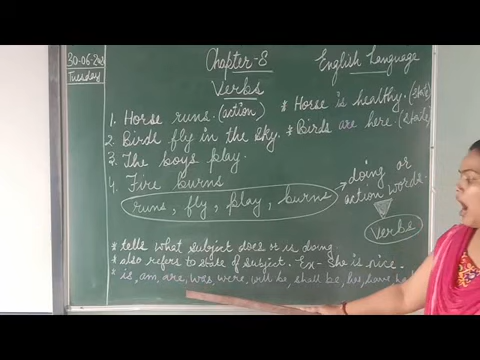 30-06-202
Tuesday
Chapter-8
English Language
Verbs
1. Horse runs. (action)
* Horse is healthy. (State)
2. Birds fly in the sky.
* Birds are here. (State)
3. The boys play.
4. Fire burns
runs, fly, play, burns
doing or
action words.
Verbs
* tells what subject does or is doing.
* also refers to state of subject. Ex- She is nice.
* is, am, are, was, were, will be, shall be, has, have